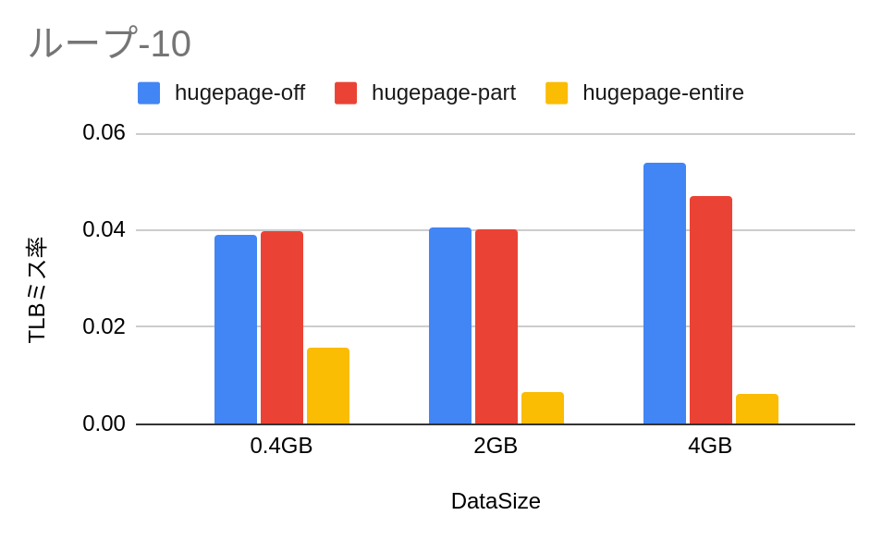 ループ-10
hugepage-off hugepage-part hugepage-entire
0.06
0.04
0.02
0.00
TLBミス率
0.4GB 2GB 4GB
DataSize